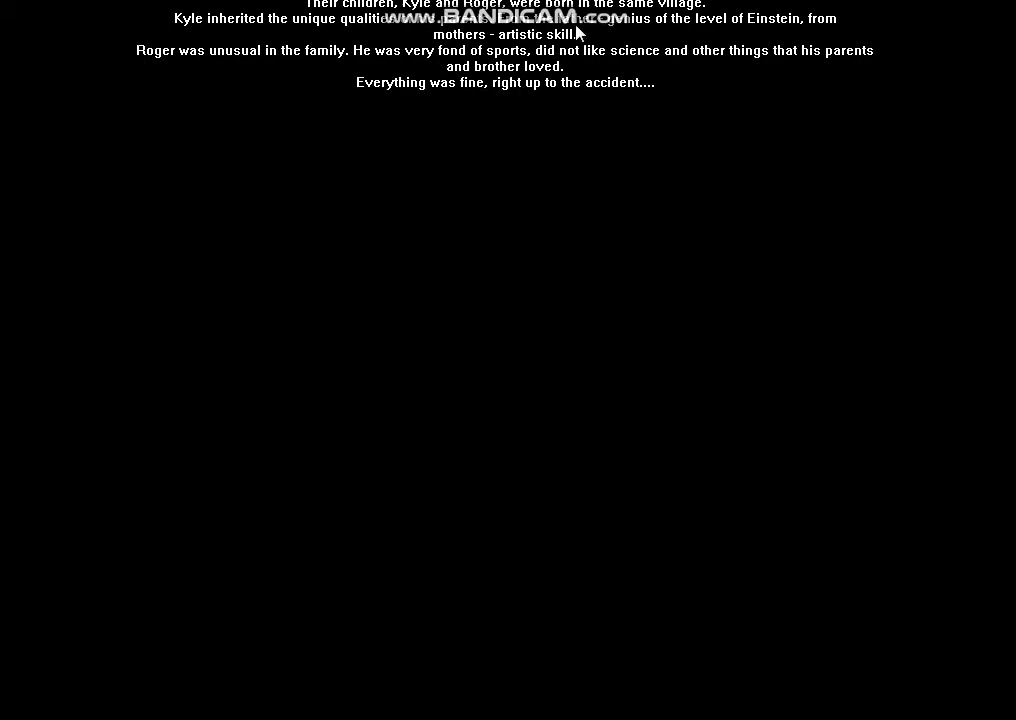 Their children, Kyle and Roger, were born in the same village.
Kyle inherited the unique qualities genius of the level of Einstein, from
WWW.BANDICAM.COM
mothers - artistic skill.
Roger was unusual in the family. He was very fond of sports, did not like science and other things that his parents
and brother loved.
Everything was fine, right up to the accident....